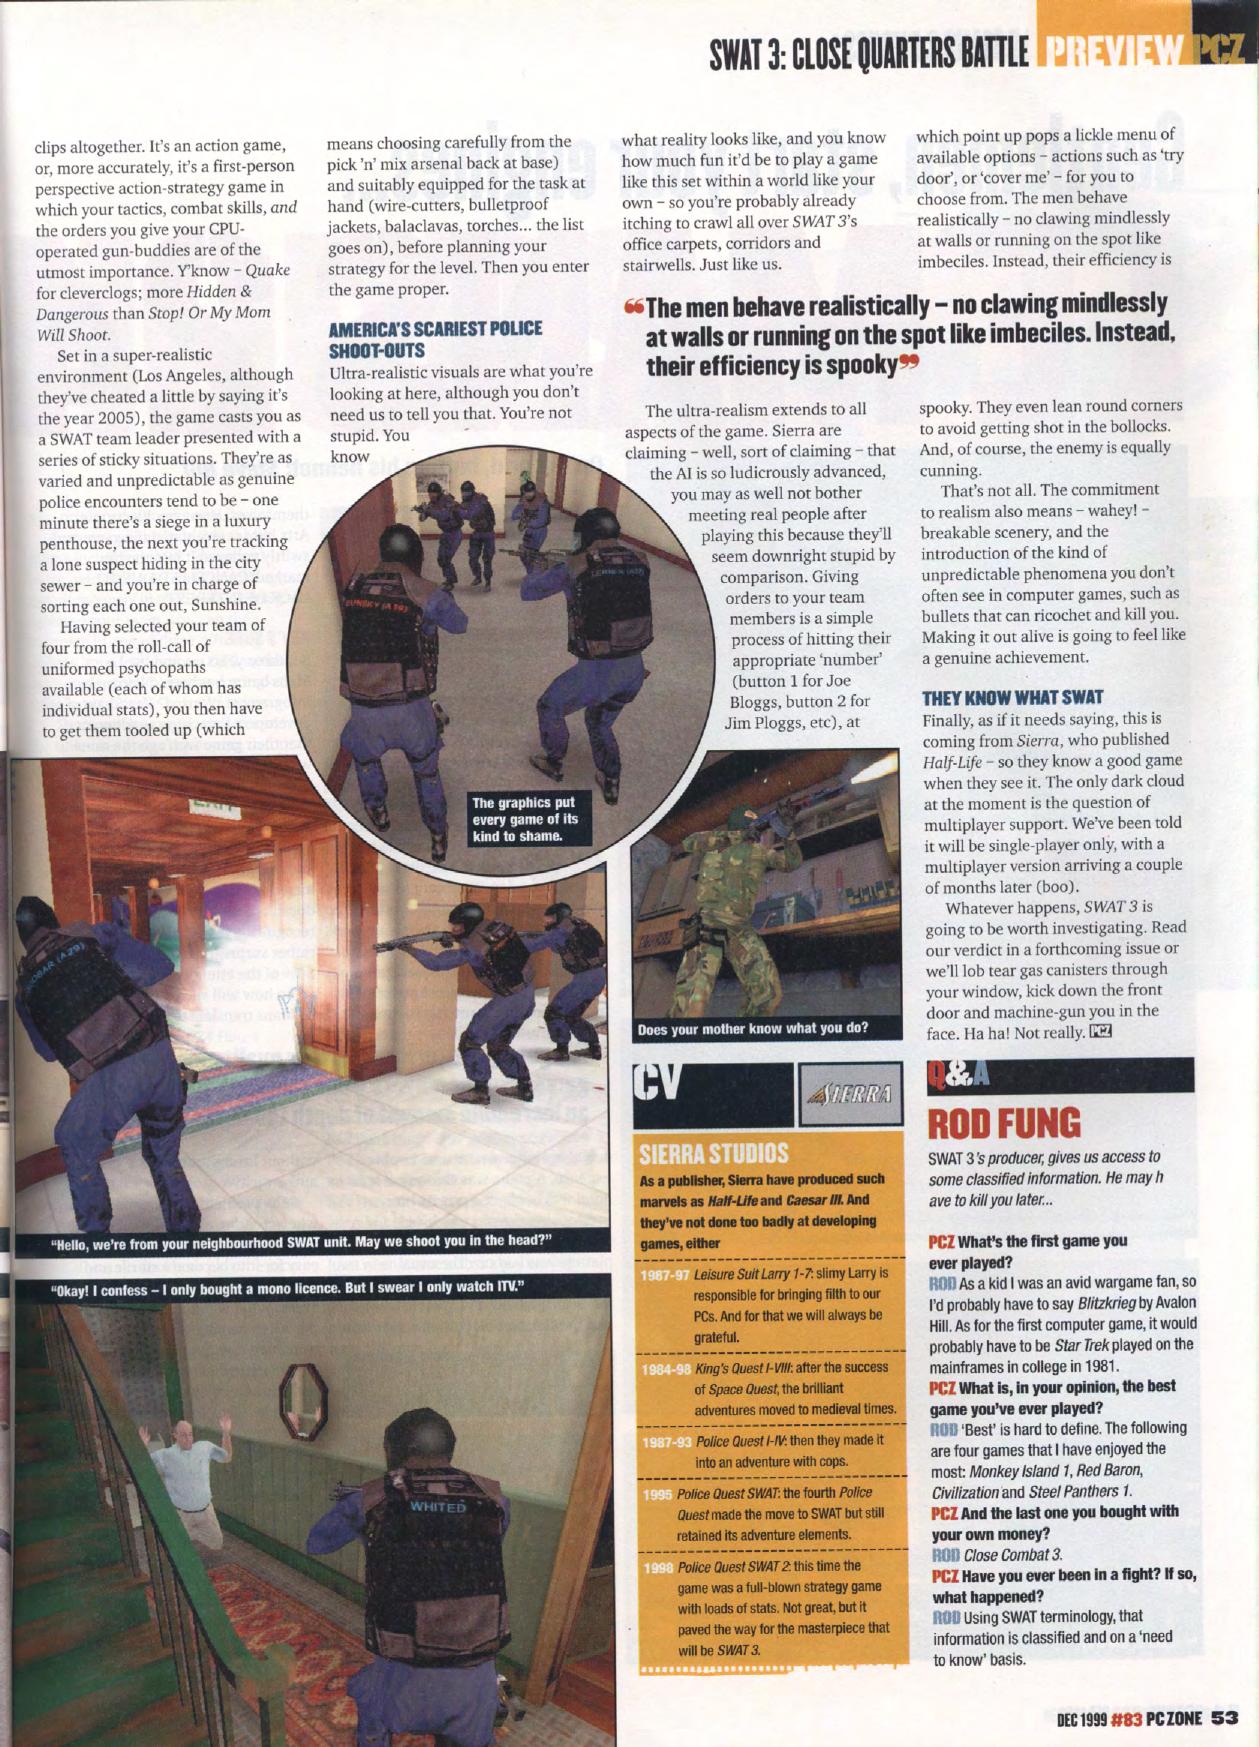 SWAT 3: CLOSE QUARTERS BATTLE PREVIEW PCZ
clips altogether. It's an action game,
or, more accurately, it's a first-person
perspective action-strategy game in
which your tactics, combat skills, and
the orders you give your CPU-
operated gun-buddies are of the
utmost importance. Y'know – Quake
for cleverclogs; more Hidden &
Dangerous than Stop! Or My Mom
Will Shoot.
Set in a super-realistic
environment (Los Angeles, although
they've cheated a little by saying it's
the year 2005), the game casts you as
a SWAT team leader presented with a
series of sticky situations. They're as
varied and unpredictable as genuine
police encounters tend to be – one
minute there's a siege in a luxury
penthouse, the next you're tracking
a lone suspect hiding in the city
sewer – and you're in charge of
sorting each one out, Sunshine.
Having selected your team of
four from the roll-call of
uniformed psychopaths
available (each of whom has
individual stats), you then have
to get them tooled up (which
means choosing carefully from the
pick 'n' mix arsenal back at base)
and suitably equipped for the task at
hand (wire-cutters, bulletproof
jackets, balaclavas, torches... the list
goes on), before planning your
strategy for the level. Then you enter
the game proper.
AMERICA'S SCARIEST POLICE
SHOOT-OUTS
Ultra-realistic visuals are what you're
looking at here, although you don't
need us to tell you that. You're not
stupid. You
know
what reality looks like, and you know
how much fun it'd be to play a game
like this set within a world like your
own – so you're probably already
itching to crawl all over SWAT 3's
office carpets, corridors and
stairwells. Just like us.
“The men behave realistically – no clawing mindlessly
at walls or running on the spot like imbeciles. Instead,
their efficiency is spooky”
The ultra-realism extends to all
aspects of the game. Sierra are
claiming – well, sort of claiming – that
the AI is so ludicrously advanced,
you may as well not bother
meeting real people after
playing this because they'll
seem downright stupid by
comparison. Giving
orders to your team
members is a simple
process of hitting their
appropriate 'number'
(button 1 for Joe
Bloggs, button 2 for
Jim Ploggs, etc), at
which point up pops a lickle menu of
available options – actions such as 'try
door', or 'cover me' – for you to
choose from. The men behave
realistically – no clawing mindlessly
at walls or running on the spot like
imbeciles. Instead, their efficiency is
spooky. They even lean round corners
to avoid getting shot in the bollocks.
And, of course, the enemy is equally
cunning.
That's not all. The commitment
to realism also means – wahey! –
breakable scenery, and the
introduction of the kind of
unpredictable phenomena you don't
often see in computer games, such as
bullets that can ricochet and kill you.
Making it out alive is going to feel like
a genuine achievement.
THEY KNOW WHAT SWAT
Finally, as if it needs saying, this is
coming from Sierra, who published
Half-Life – so they know a good game
when they see it. The only dark cloud
at the moment is the question of
multiplayer support. We've been told
it will be single-player only, with a
multiplayer version arriving a couple
of months later (boo).
Whatever happens, SWAT 3 is
going to be worth investigating. Read
our verdict in a forthcoming issue or
we'll lob tear gas canisters through
your window, kick down the front
door and machine-gun you in the
face. Ha ha! Not really. PCZ
The graphics put
every game of its
kind to shame.
EXIT
Does your mother know what you do?
"Hello, we're from your neighbourhood SWAT unit. May we shoot you in the head?"
"Okay! I confess – I only bought a mono licence. But I swear I only watch ITV."
WHITED
CV
SIERRA
SIERRA STUDIOS
As a publisher, Sierra have produced such
marvels as Half-Life and Caesar III. And
they've not done too badly at developing
games, either
1987-97 Leisure Suit Larry 1-7: slimy Larry is
responsible for bringing filth to our
PCs. And for that we will always be
grateful.
1984-98 King's Quest I-VIII: after the success
of Space Quest, the brilliant
adventures moved to medieval times.
1987-93 Police Quest I-IV: then they made it
into an adventure with cops.
1995 Police Quest SWAT: the fourth Police
Quest made the move to SWAT but still
retained its adventure elements.
1998 Police Quest SWAT 2: this time the
game was a full-blown strategy game
with loads of stats. Not great, but it
paved the way for the masterpiece that
will be SWAT 3.
Q&A
ROD FUNG
SWAT 3's producer, gives us access to
some classified information. He may h
ave to kill you later...
PCZ What's the first game you
ever played?
ROD As a kid I was an avid wargame fan, so
I'd probably have to say Blitzkrieg by Avalon
Hill. As for the first computer game, it would
probably have to be Star Trek played on the
mainframes in college in 1981.
PCZ What is, in your opinion, the best
game you've ever played?
ROD 'Best' is hard to define. The following
are four games that I have enjoyed the
most: Monkey Island 1, Red Baron,
Civilization and Steel Panthers 1.
PCZ And the last one you bought with
your own money?
ROD Close Combat 3.
PCZ Have you ever been in a fight? If so,
what happened?
ROD Using SWAT terminology, that
information is classified and on a 'need
to know' basis.
DEC 1999 #83 PC ZONE 53